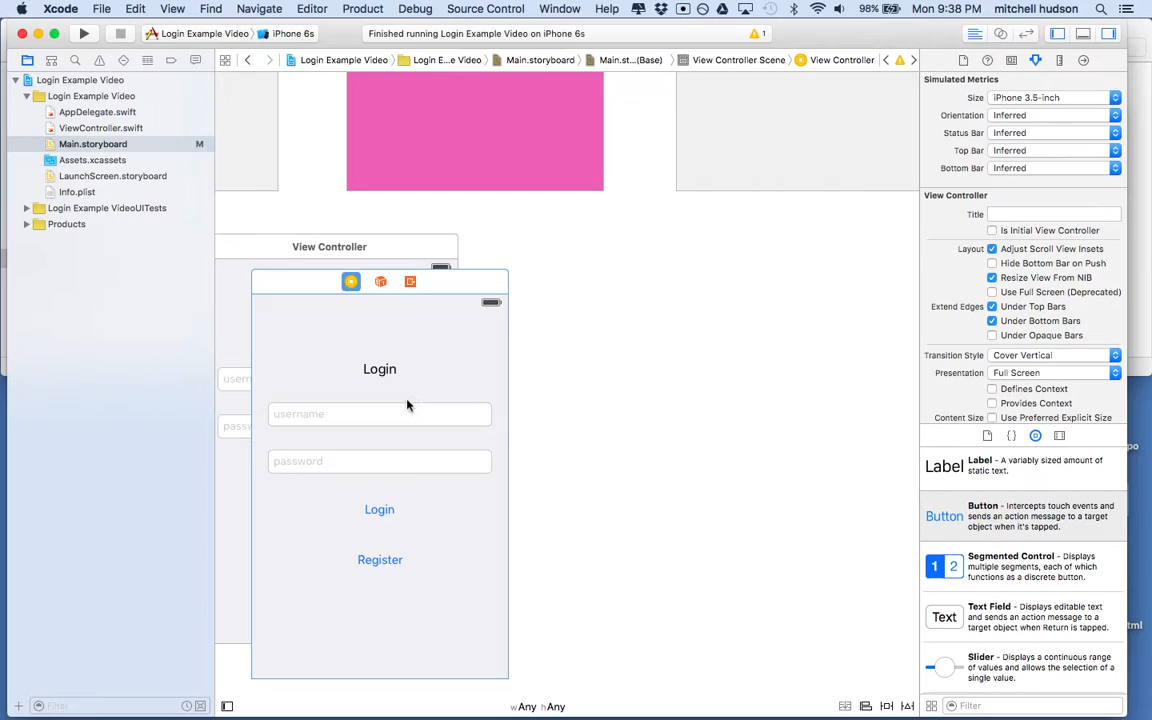 Xcode File Edit View Find Navigate Editor Product Debug Source Control Window Help 98% Mon 9:38 PM mitchell hudson
Login Example Video iPhone 6s Finished running Login Example Video on iPhone 6s 1
Login Example Video Login E...e Video Main.storyboard Main.st...(Base) View Controller Scene View Controller
Login Example Video
Login Example Video
AppDelegate.swift
ViewController.swift
Main.storyboard M
Assets.xcassets
LaunchScreen.storyboard
Info.plist
Login Example VideoUITests
Products
Filter
View Controller
usern
passw
Login
username
password
Login
Register
wAny hAny
Simulated Metrics
Size iPhone 3.5-inch
Orientation Inferred
Status Bar Inferred
Top Bar Inferred
Bottom Bar Inferred
View Controller
Title
Is Initial View Controller
Layout Adjust Scroll View Insets
Hide Bottom Bar on Push
Resize View From NIB
Use Full Screen (Deprecated)
Extend Edges Under Top Bars
Under Bottom Bars
Under Opaque Bars
Transition Style Cover Vertical
Presentation Full Screen
Defines Context
Provides Context
Content Size Use Preferred Explicit Size
Label Label - A variably sized amount of
static text.
Button Button - Intercepts touch events and
sends an action message to a target
object when it's tapped.
1 2 Segmented Control - Displays
multiple segments, each of which
functions as a discrete button.
Text Text Field - Displays editable text
and sends an action message to a
target object when Return is tapped.
Slider - Displays a continuous range
of values and allows the selection of a
single value.
Filter
po
tml